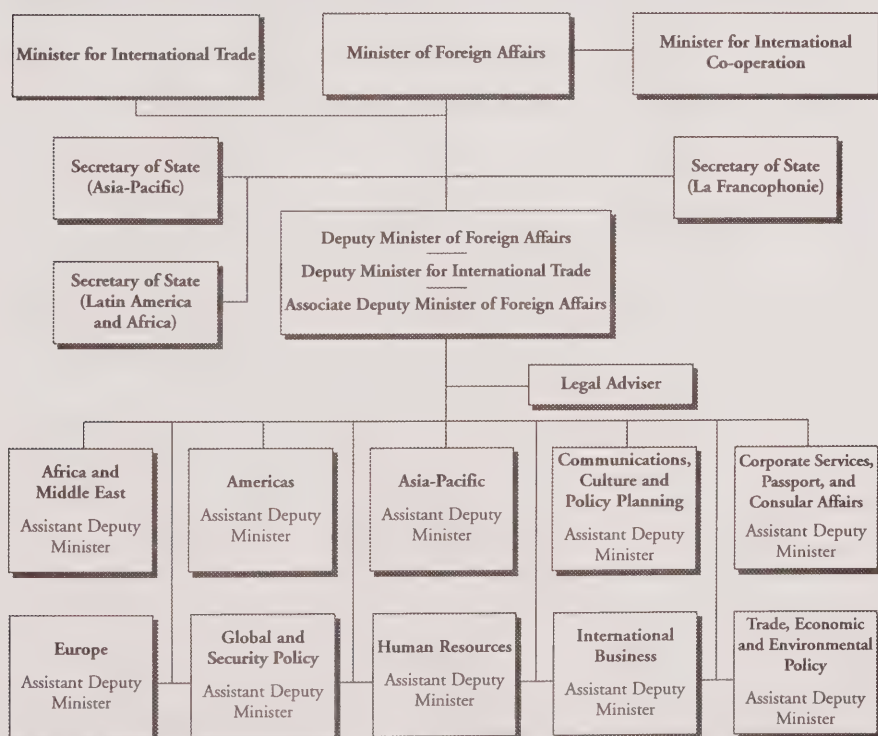 Minister for International Trade
Minister of Foreign Affairs
Minister for International
Co-operation
Secretary of State
(Asia-Pacific)
Secretary of State
(La Francophonie)
Secretary of State
(Latin America
and Africa)
Deputy Minister of Foreign Affairs
Deputy Minister for International Trade
Associate Deputy Minister of Foreign Affairs
Legal Adviser
Africa and
Middle East
Assistant Deputy
Minister
Americas
Assistant Deputy
Minister
Asia-Pacific
Assistant Deputy
Minister
Communications,
Culture and
Policy Planning
Assistant Deputy
Minister
Corporate Services,
Passport, and
Consular Affairs
Assistant Deputy
Minister
Europe
Assistant Deputy
Minister
Global and
Security Policy
Assistant Deputy
Minister
Human Resources
Assistant Deputy
Minister
International
Business
Assistant Deputy
Minister
Trade, Economic
and Environmental
Policy
Assistant Deputy
Minister